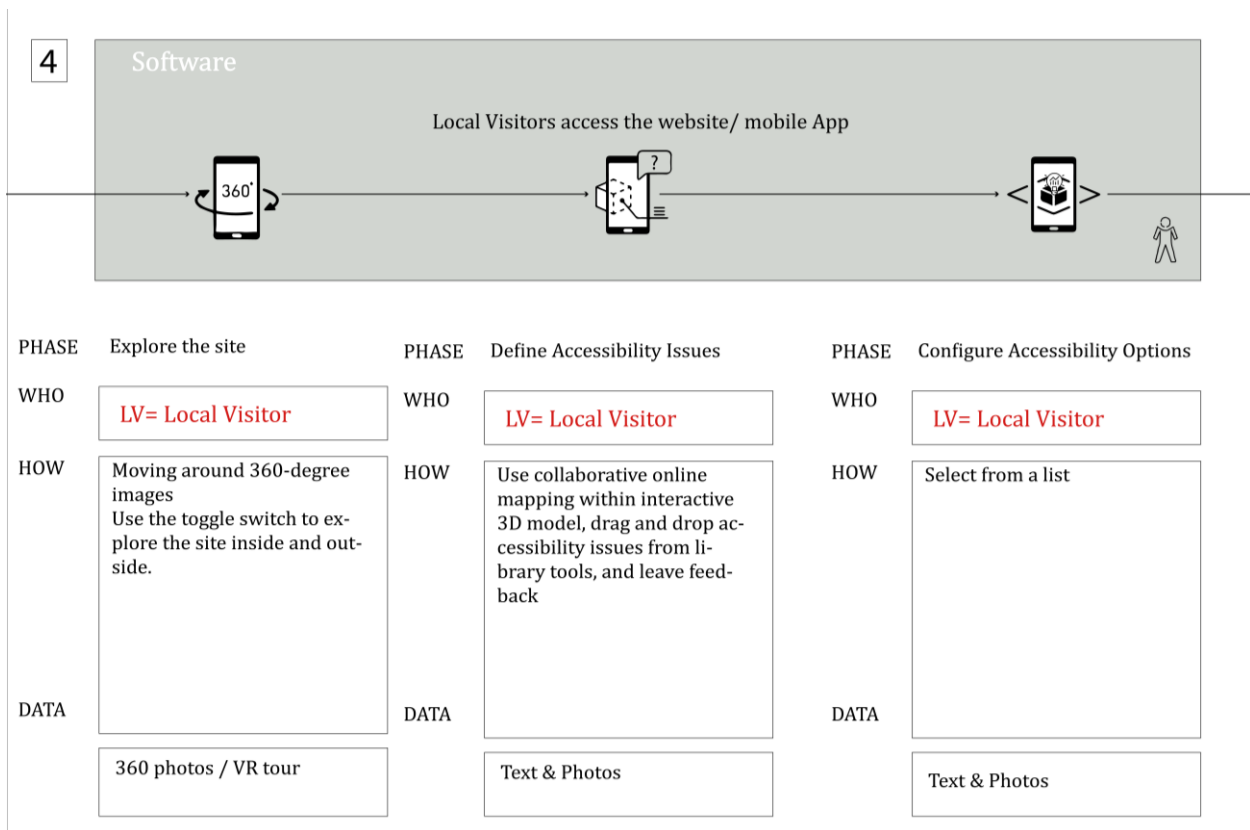 4
Software
Local Visitors access the website/ mobile App
360°
?
PHASE
Explore the site
WHO
LV= Local Visitor
HOW
Moving around 360-degree
images
Use the toggle switch to ex-
plore the site inside and out-
side.
DATA
360 photos / VR tour
PHASE
Define Accessibility Issues
WHO
LV= Local Visitor
HOW
Use collaborative online
mapping within interactive
3D model, drag and drop ac-
cessibility issues from li-
brary tools, and leave feed-
back
DATA
Text & Photos
PHASE
Configure Accessibility Options
WHO
LV= Local Visitor
HOW
Select from a list
DATA
Text & Photos